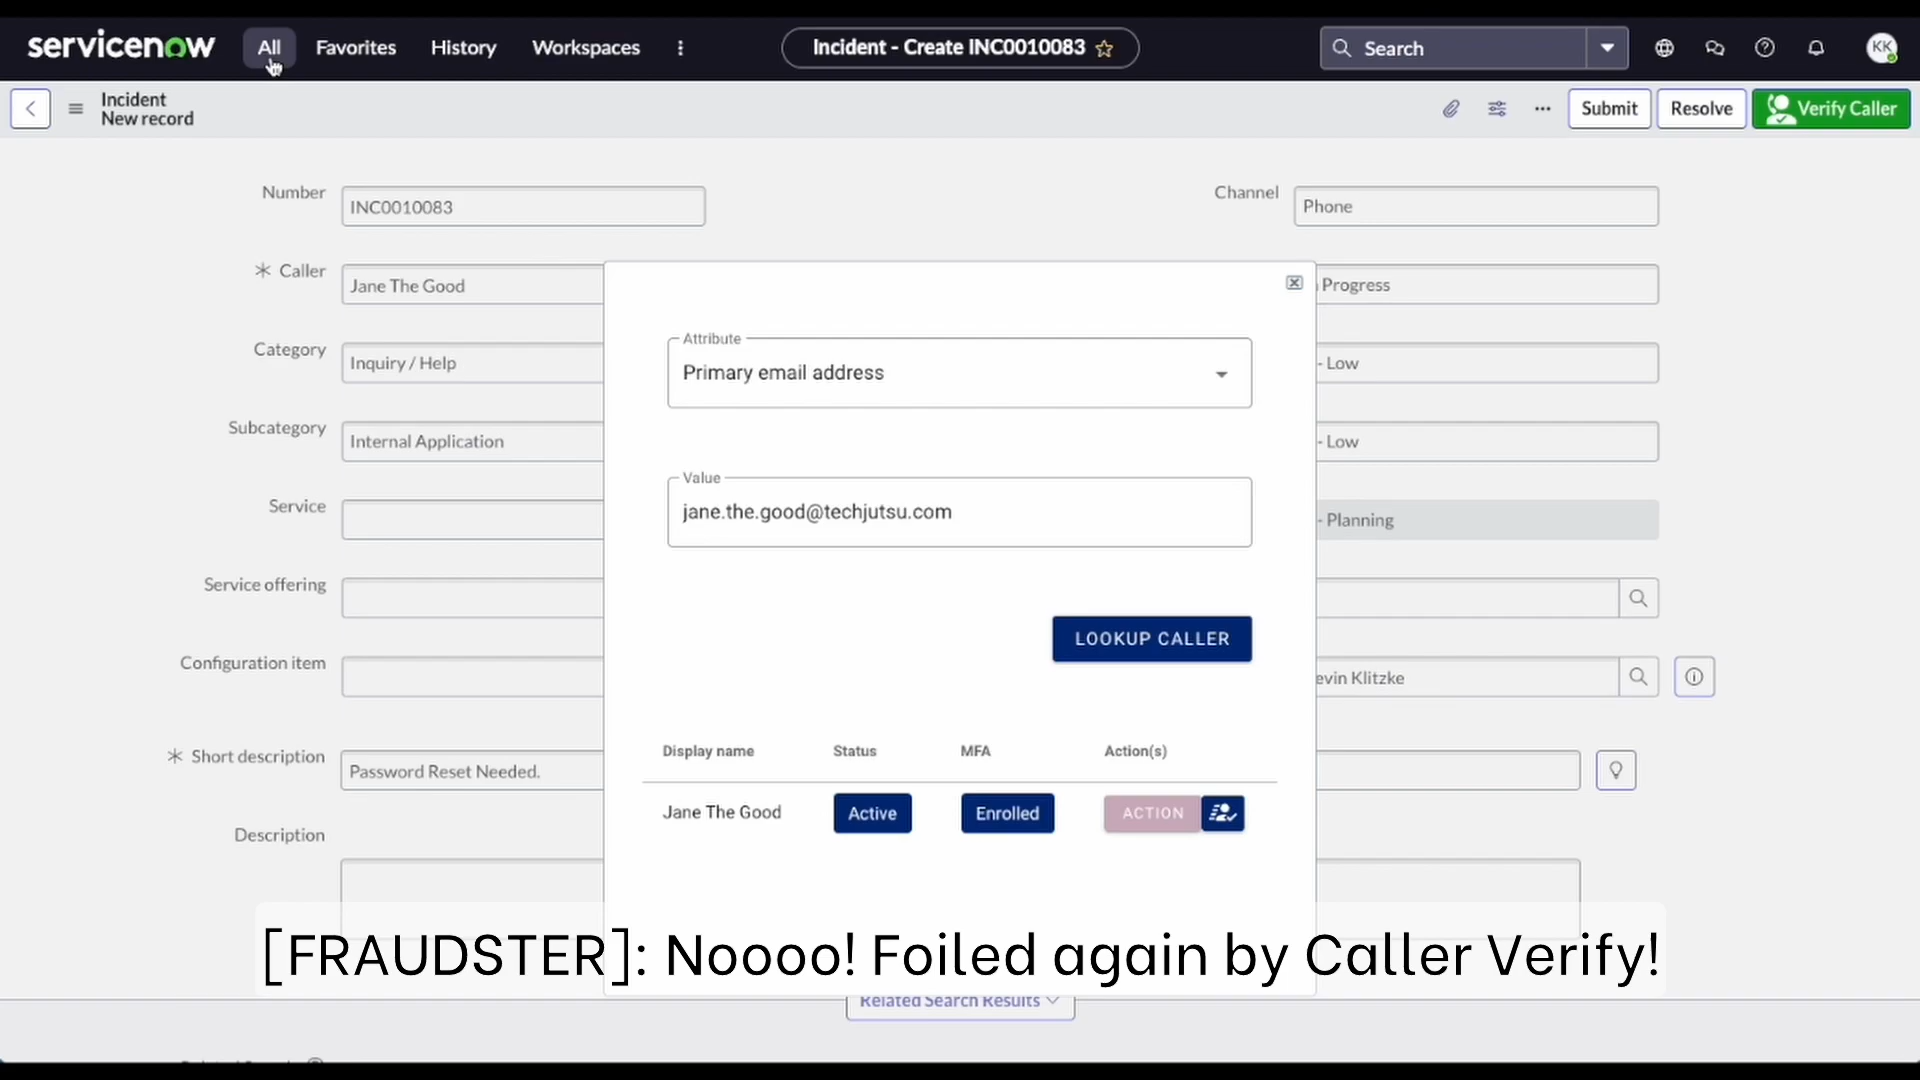 servicenow All Favorites History Workspaces Incident - Create INC0010083 Search KK
Incident
New record
Submit Resolve Verify Caller
Number INC0010083 Channel Phone
Caller Jane The Good Progress
Category Inquiry / Help - Low
Subcategory Internal Application - Low
Service - Planning
Service offering
Configuration item evin Klitzke
Short description Password Reset Needed.
Description
Attribute
Primary email address
Value
jane.the.good@techjutsu.com
LOOKUP CALLER
Display name Status MFA Action(s)
Jane The Good Active Enrolled ACTION
[FRAUDSTER]: Noooo! Foiled again by Caller Verify!
Related Search Results